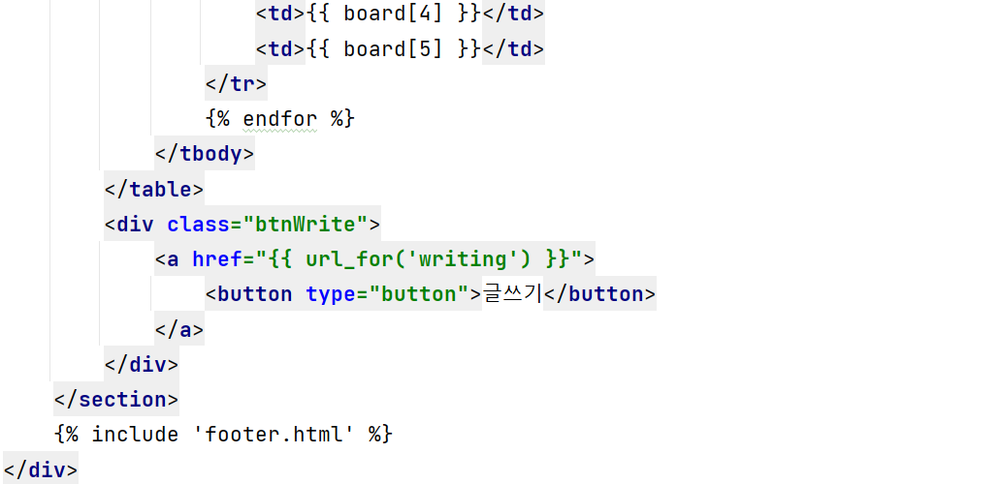 <td>{{ board[4] }}</td>
<td>{{ board[5] }}</td>
</tr>
{% endfor %}
</tbody>
</table>
<div class="btnWrite">
<a href="{{ url_for('writing') }}">
<button type="button">글쓰기</button>
</a>
</div>
</section>
{% include 'footer.html' %}
</div>